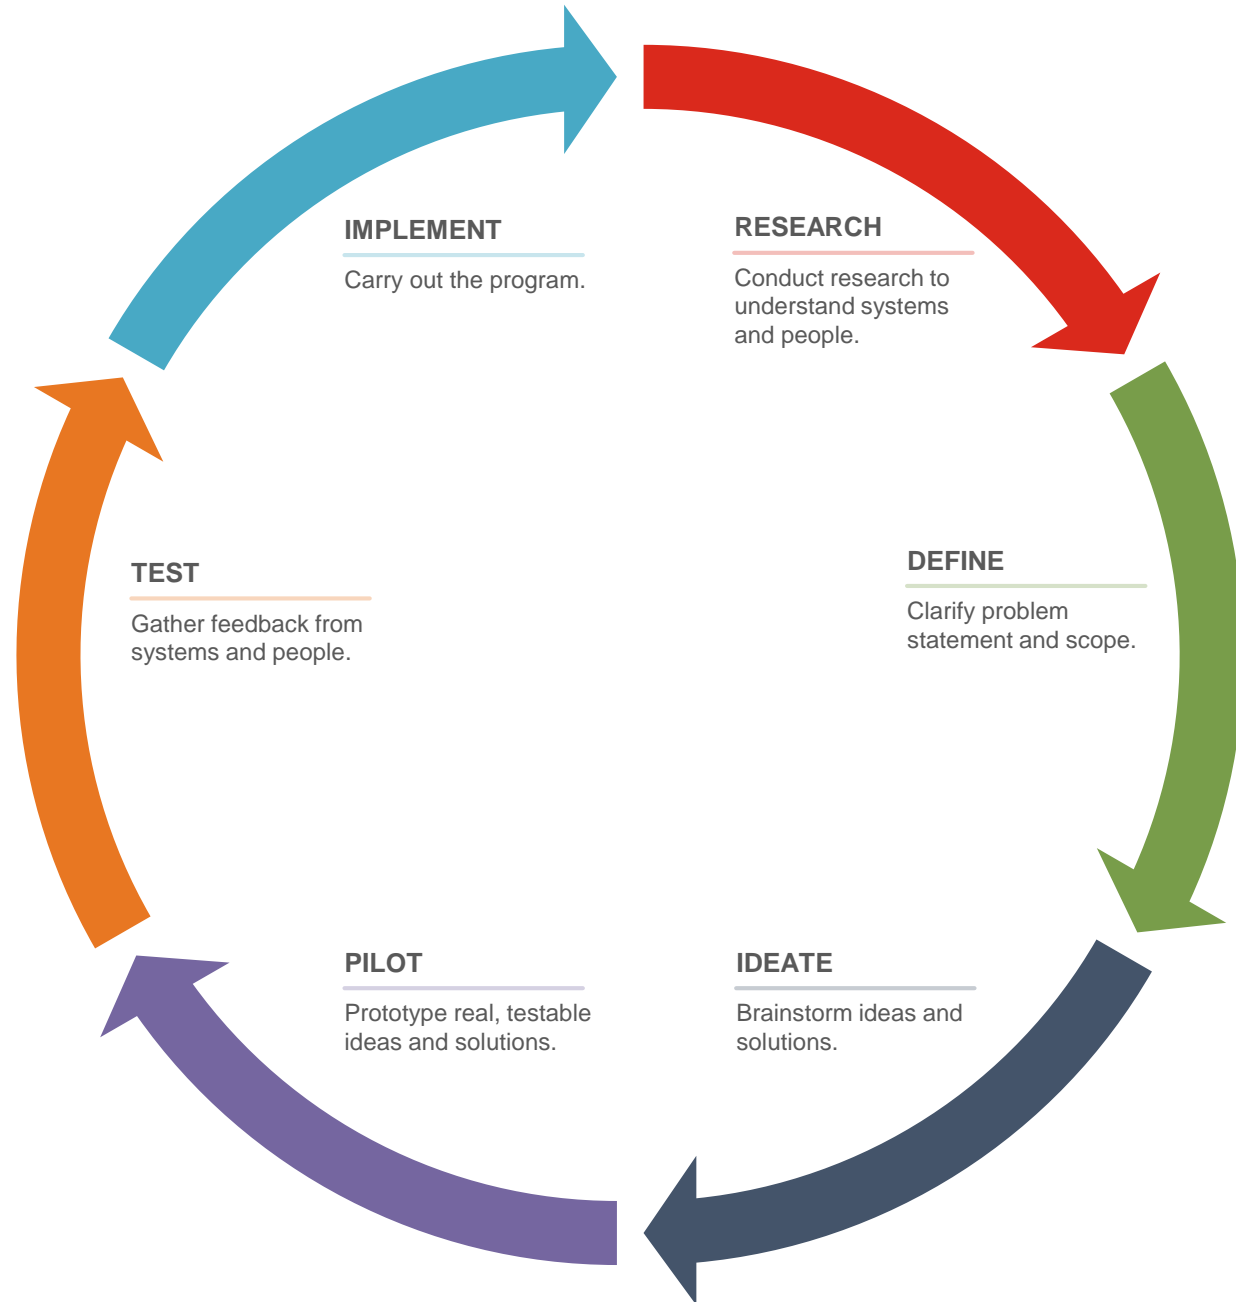 IMPLEMENT
Carry out the program.
RESEARCH
Conduct research to
understand systems
and people.
DEFINE
Clarify problem
statement and scope.
IDEATE
Brainstorm ideas and
solutions.
PILOT
Prototype real, testable
ideas and solutions.
TEST
Gather feedback from
systems and people.